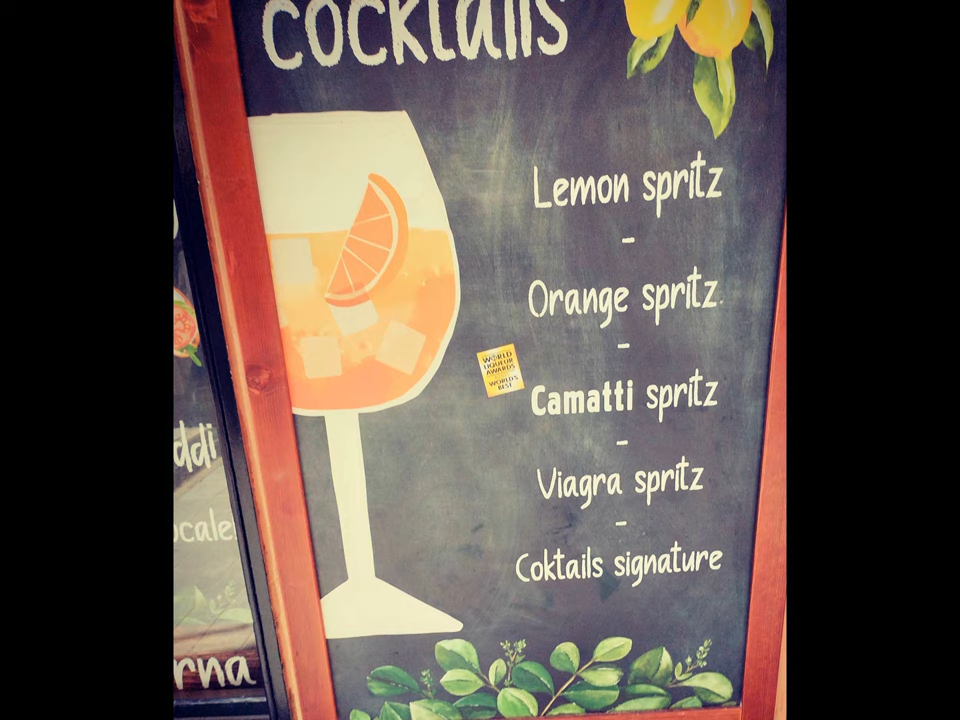 cocktails
Lemon spritz
-
Orange spritz
-
WORLD
LIQUEUR
AWARDS
WORLD'S
BEST
Camatti spritz
-
Viagra spritz
-
Coktails signature
ddi
ocale
rna